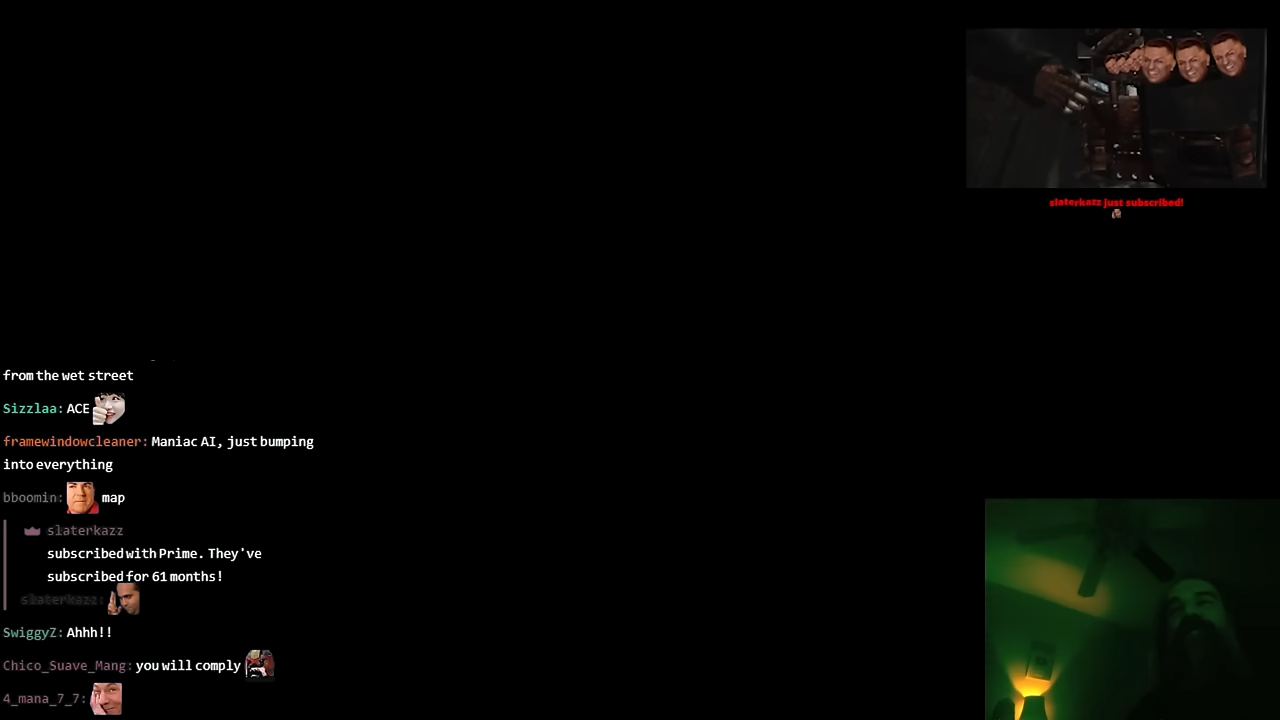 slaterkazz just subscribed!
from the wet street
Sizzlaa: ACE
framewindowcleaner: Maniac AI, just bumping
into everything
bboomin: map
slaterkazz
subscribed with Prime. They've
subscribed for 61 months!
slaterkazz:
SwiggyZ: Ahhh!!
Chico_Suave_Mang: you will comply
4_mana_7_7: